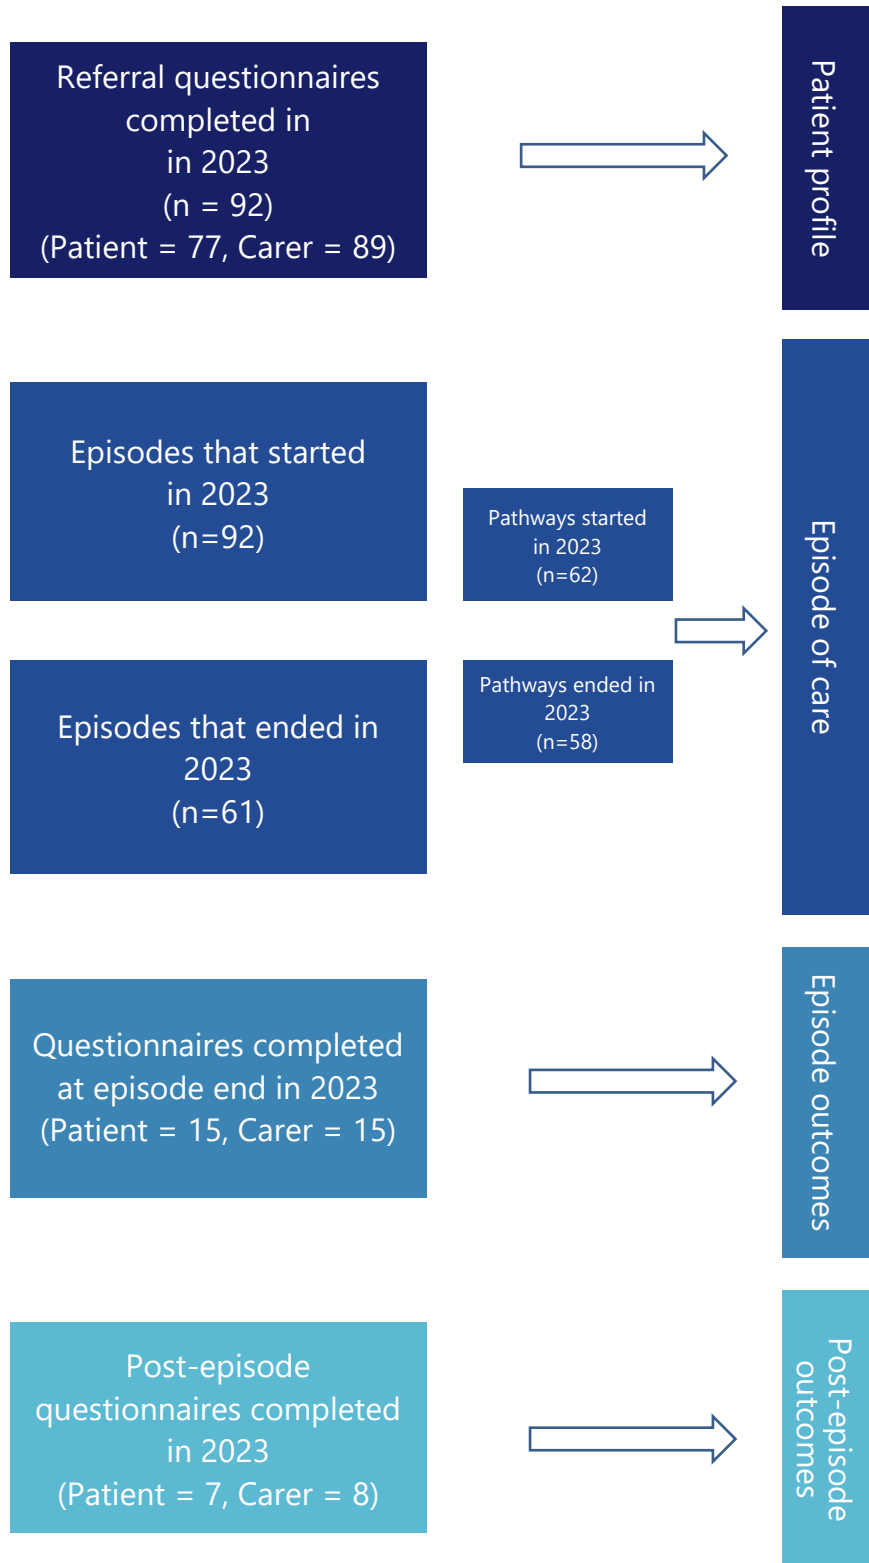 Referral questionnaires
completed in
in 2023
(n = 92)
(Patient = 77, Carer = 89)
Patient profile
Episodes that started
in 2023
(n=92)
Pathways started
in 2023
(n=62)
Episode of care
Episodes that ended in
2023
(n=61)
Pathways ended in
2023
(n=58)
Questionnaires completed
at episode end in 2023
(Patient = 15, Carer = 15)
Episode outcomes
Post-episode
questionnaires completed
in 2023
(Patient = 7, Carer = 8)
Post-episode
outcomes